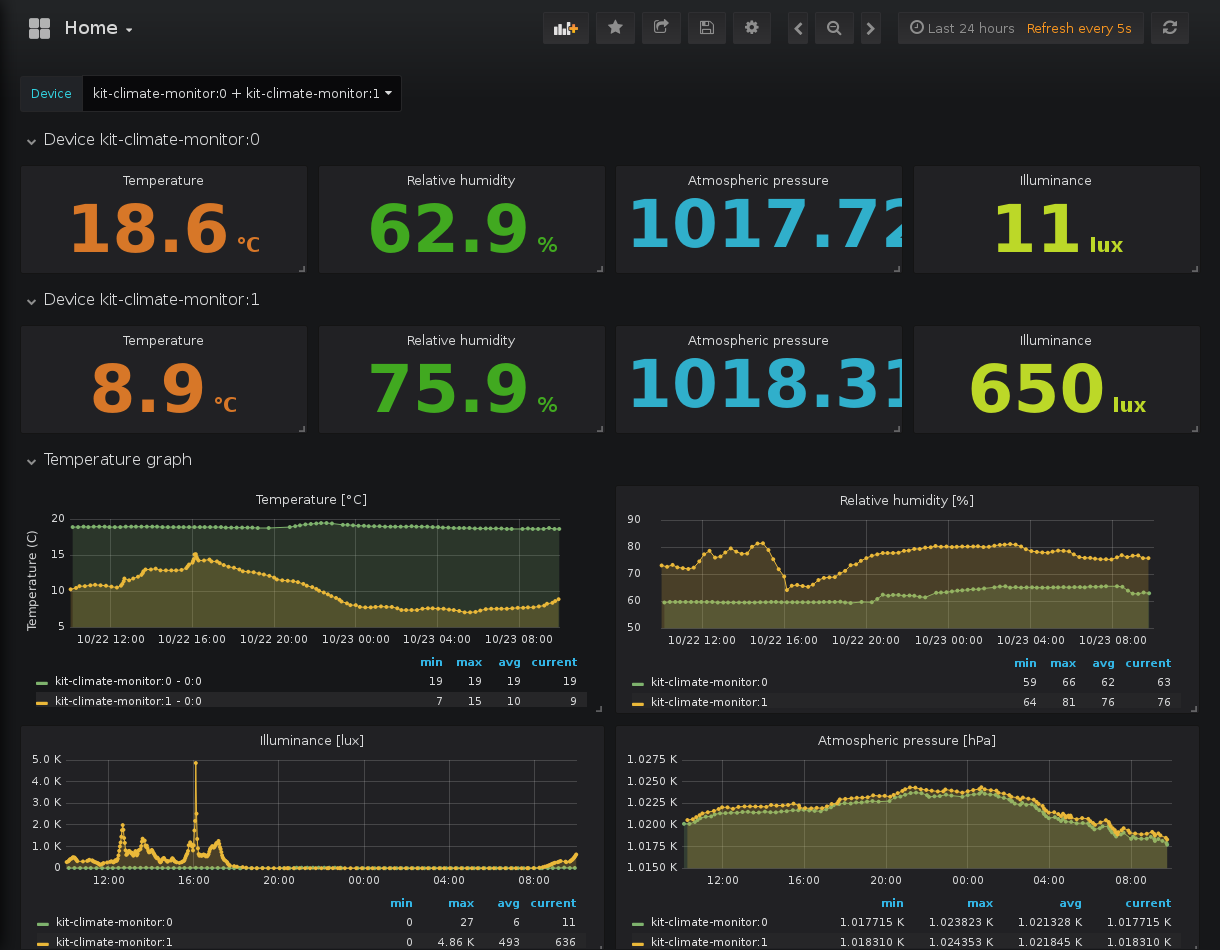 Home
Last 24 hours Refresh every 5s
Device kit-climate-monitor:0 + kit-climate-monitor:1
Device kit-climate-monitor:0
Temperature Relative humidity Atmospheric pressure Illuminance
18.6 °C 62.9 % 1017.72 11 lux
Device kit-climate-monitor:1
Temperature Relative humidity Atmospheric pressure Illuminance
8.9 °C 75.9 % 1018.31 650 lux
Temperature graph
Temperature [°C]
Temperature (C)
20
15
10
5
10/22 12:00 10/22 16:00 10/22 20:00 10/23 00:00 10/23 04:00 10/23 08:00
min max avg current
kit-climate-monitor:0 - 0:0 19 19 19 19
kit-climate-monitor:1 - 0:0 7 15 10 9
Relative humidity [%]
90
80
70
60
50
10/22 12:00 10/22 16:00 10/22 20:00 10/23 00:00 10/23 04:00 10/23 08:00
min max avg current
kit-climate-monitor:0 59 66 62 63
kit-climate-monitor:1 64 81 76 76
Illuminance [lux]
5.0 K
4.0 K
3.0 K
2.0 K
1.0 K
0
12:00 16:00 20:00 00:00 04:00 08:00
min max avg current
kit-climate-monitor:0 0 27 6 11
kit-climate-monitor:1 0 4.86 K 493 636
Atmospheric pressure [hPa]
1.0275 K
1.0250 K
1.0225 K
1.0200 K
1.0175 K
1.0150 K
12:00 16:00 20:00 00:00 04:00 08:00
min max avg current
kit-climate-monitor:0 1.017715 K 1.023823 K 1.021328 K 1.017715 K
kit-climate-monitor:1 1.018310 K 1.024353 K 1.021845 K 1.018310 K